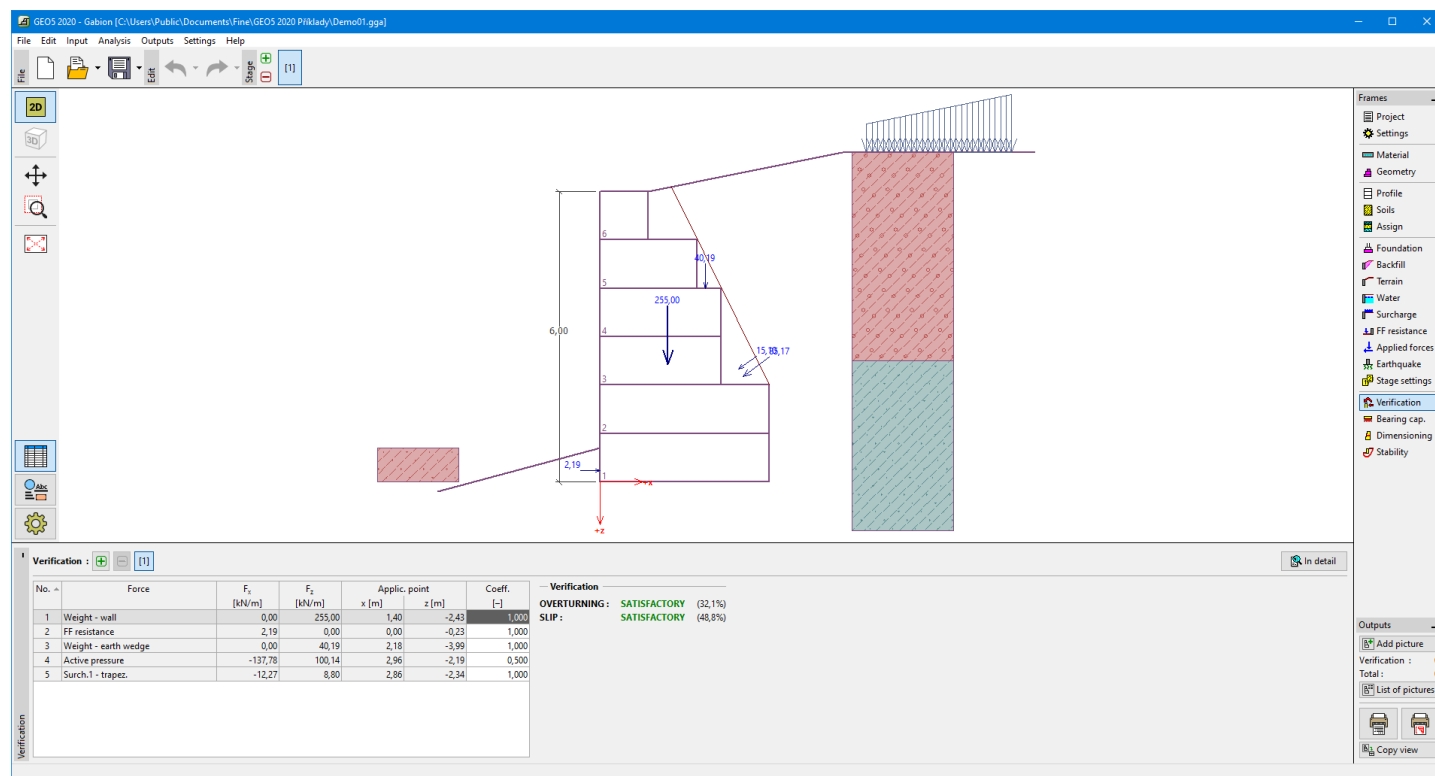 GEO5 2020 - Gabion [C:\Users\Public\Documents\Fine\GEO5 2020 Příklady\Demo01.gga]
File Edit Input Analysis Outputs Settings Help
File
Edit
Stage
[1]
2D
3D
Abc
6
5
4
3
2
1
6,00
40,19
255,00
15,10
2,19
+x
+z
Frames
Project
Settings
Material
Geometry
Profile
Soils
Assign
Foundation
Backfill
Terrain
Water
Surcharge
FF resistance
Applied forces
Earthquake
Stage settings
Verification
Bearing cap.
Dimensioning
Stability
Outputs
Add picture
Verification :
Total :
List of pictures
Copy view
Verification
Verification : [1]
In detail
No. Force Fx Fz Applic. point Coeff.
[kN/m] [kN/m] x [m] z [m] [–]
1 Weight - wall 0,00 255,00 1,40 -2,43 1,000
2 FF resistance 2,19 0,00 0,00 -0,23 1,000
3 Weight - earth wedge 0,00 40,19 2,18 -3,99 1,000
4 Active pressure -137,78 100,14 2,96 -2,19 0,500
5 Surch.1 - trapez. -12,27 8,80 2,86 -2,34 1,000
Verification
OVERTURNING : SATISFACTORY (32,1%)
SLIP : SATISFACTORY (48,8%)